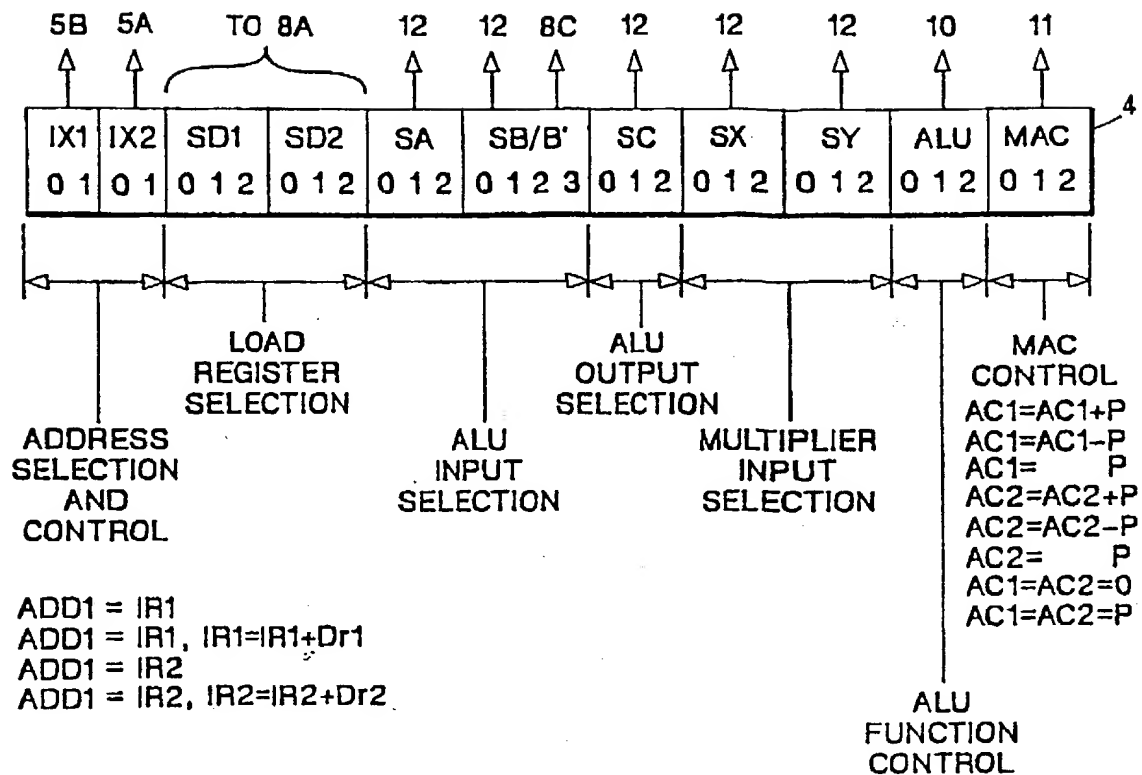 5B 5A TO 8A 12 12 8C 12 12 12 10 11
4
IX1 IX2 SD1 SD2 SA SB/B' SC SX SY ALU MAC
0 1 0 1 0 1 2 0 1 2 0 1 2 0 1 2 3 0 1 2 0 1 2 0 1 2 0 1 2 0 1 2
ADDRESS
SELECTION
AND
CONTROL
LOAD
REGISTER
SELECTION
ALU
INPUT
SELECTION
ALU
OUTPUT
SELECTION
MULTIPLIER
INPUT
SELECTION
ALU
FUNCTION
CONTROL
MAC
CONTROL
AC1=AC1+P
AC1=AC1-P
AC1= P
AC2=AC2+P
AC2=AC2-P
AC2= P
AC1=AC2=0
AC1=AC2=P
ADD1 = IR1
ADD1 = IR1, IR1=IR1+Dr1
ADD1 = IR2
ADD1 = IR2, IR2=IR2+Dr2